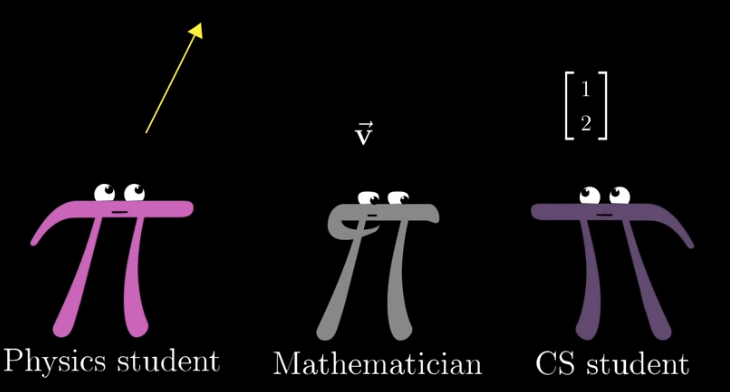 v⃗
1
2
Physics student
Mathematician
CS student